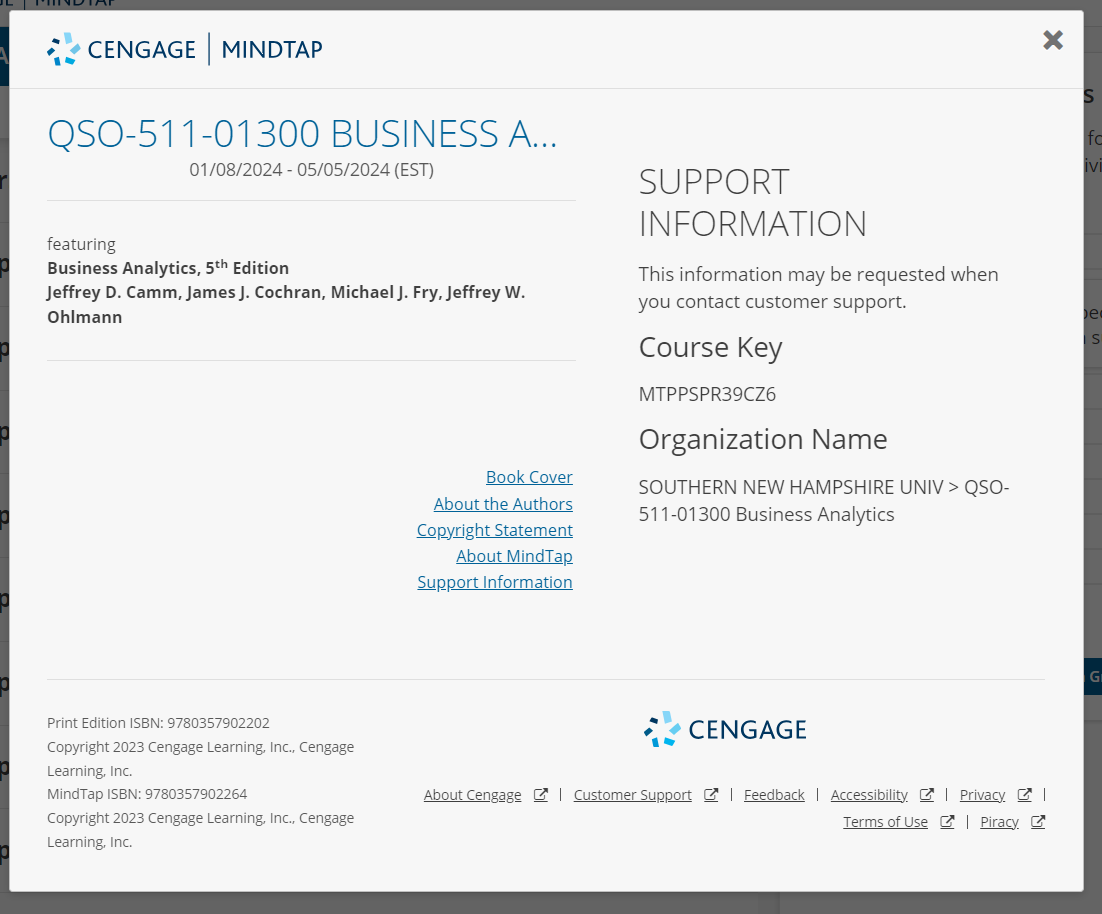 CENGAGE | MINDTAP
QSO-511-01300 BUSINESS A...
01/08/2024 - 05/05/2024 (EST)
featuring
Business Analytics, 5th Edition
Jeffrey D. Camm, James J. Cochran, Michael J. Fry, Jeffrey W.
Ohlmann
Book Cover
About the Authors
Copyright Statement
About MindTap
Support Information
SUPPORT
INFORMATION
This information may be requested when
you contact customer support.
Course Key
MTPPSPR39CZ6
Organization Name
SOUTHERN NEW HAMPSHIRE UNIV > QSO-
511-01300 Business Analytics
Print Edition ISBN: 9780357902202
Copyright 2023 Cengage Learning, Inc., Cengage
Learning, Inc.
MindTap ISBN: 9780357902264
Copyright 2023 Cengage Learning, Inc., Cengage
Learning, Inc.
CENGAGE
About Cengage | Customer Support | Feedback | Accessibility | Privacy |
Terms of Use | Piracy